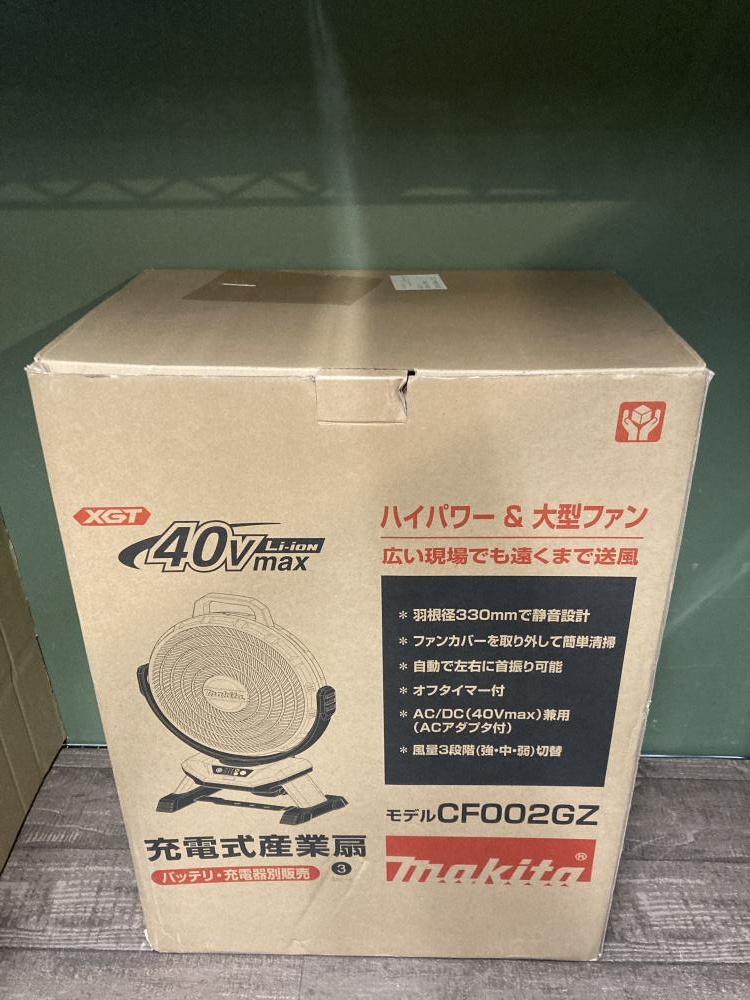 XGT
40Vmax Li-ion
ハイパワー & 大型ファン
広い現場でも遠くまで送風
* 羽根径330mmで静音設計
* ファンカバーを取り外して簡単清掃
* 自動で左右に首振り可能
* オフタイマー付
* AC/DC(40Vmax)兼用
(ACアダプタ付)
* 風量3段階(強・中・弱)切替
makita
モデルCF002GZ
充電式産業扇
バッテリ・充電器別販売 3
makita®